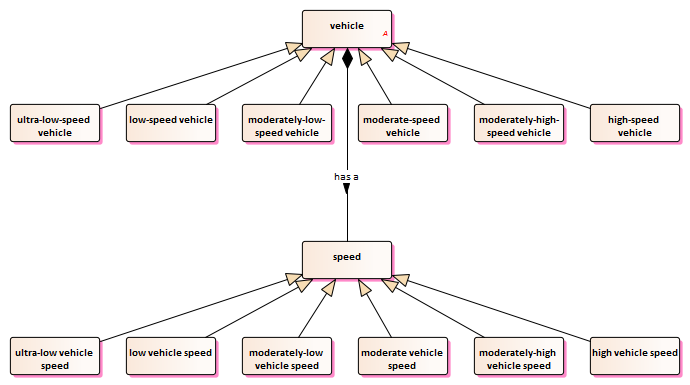 vehicle
A
ultra-low-speed
vehicle
low-speed vehicle
moderately-low-
speed vehicle
moderate-speed
vehicle
moderately-high-
speed vehicle
high-speed
vehicle
has a
speed
ultra-low vehicle
speed
low vehicle speed
moderately-low
vehicle speed
moderate vehicle
speed
moderately-high
vehicle speed
high vehicle speed